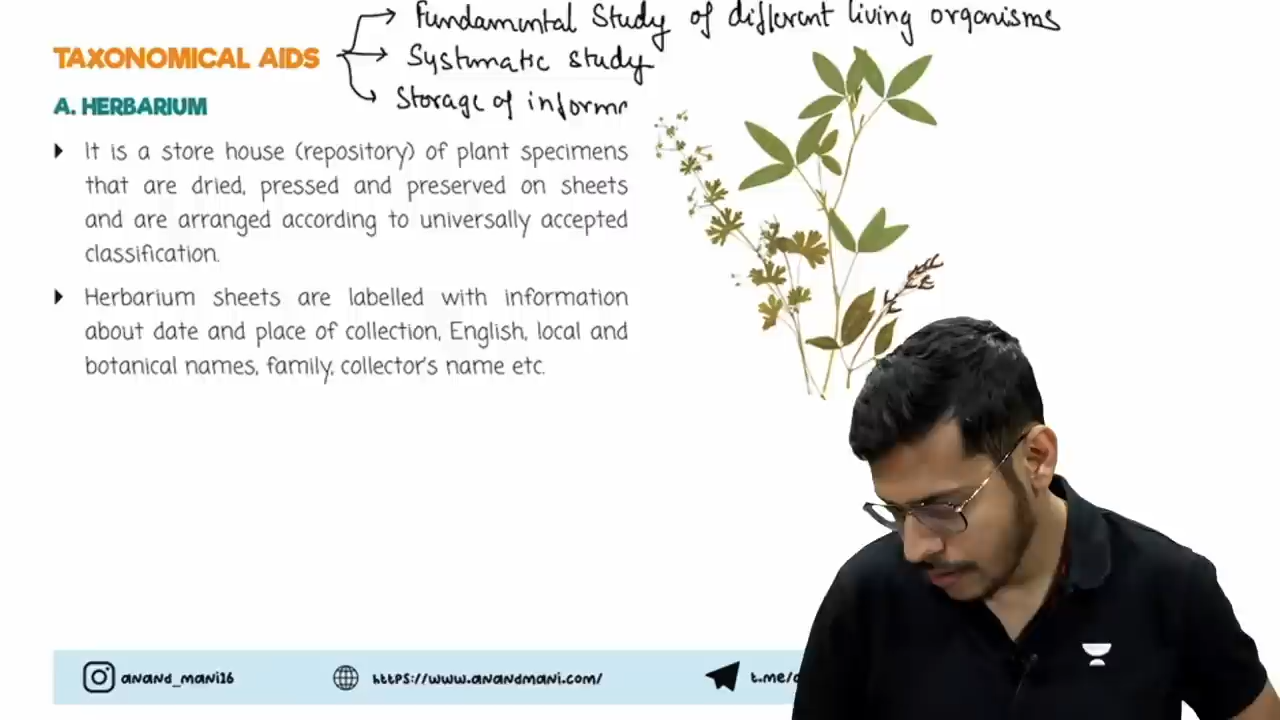 Fundamental Study of different living organisms
TAXONOMICAL AIDS
Systmatic study
Storage of inform
A. HERBARIUM
It is a store house (repository) of plant specimens
that are dried, pressed and preserved on sheets
and are arranged according to universally accepted
classification.
Herbarium sheets are labelled with information
about date and place of collection, English, local and
botanical names, family, collector's name etc.
anand_mani16
https://www.anandmani.com/
t.me/